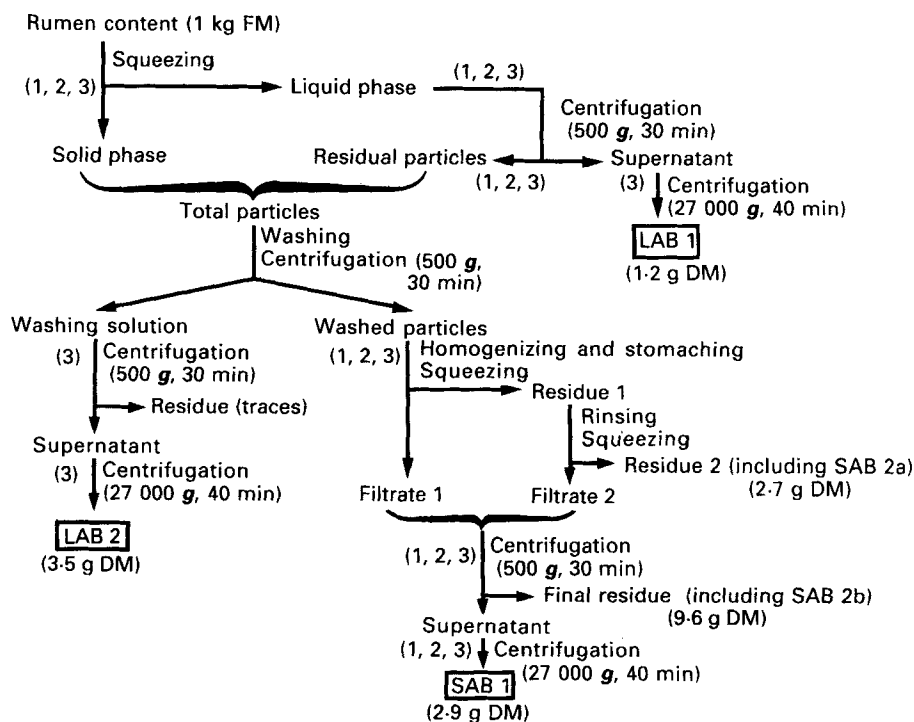 Rumen content (1 kg FM)
Squeezing
(1, 2, 3)
Liquid phase
(1, 2, 3)
Centrifugation
(500 g, 30 min)
Solid phase
Residual particles
(1, 2, 3)
Supernatant
(3)
Centrifugation
(27 000 g, 40 min)
LAB 1
(1·2 g DM)
Total particles
Washing
Centrifugation (500 g,
30 min)
Washing solution
(3)
Centrifugation
(500 g, 30 min)
Residue (traces)
Supernatant
(3)
Centrifugation
(27 000 g, 40 min)
LAB 2
(3·5 g DM)
Washed particles
(1, 2, 3)
Homogenizing and stomaching
Squeezing
Residue 1
Rinsing
Squeezing
Residue 2 (including SAB 2a)
(2·7 g DM)
Filtrate 1
Filtrate 2
(1, 2, 3)
Centrifugation
(500 g, 30 min)
Final residue (including SAB 2b)
(9·6 g DM)
Supernatant
(1, 2, 3)
Centrifugation
(27 000 g, 40 min)
SAB 1
(2·9 g DM)